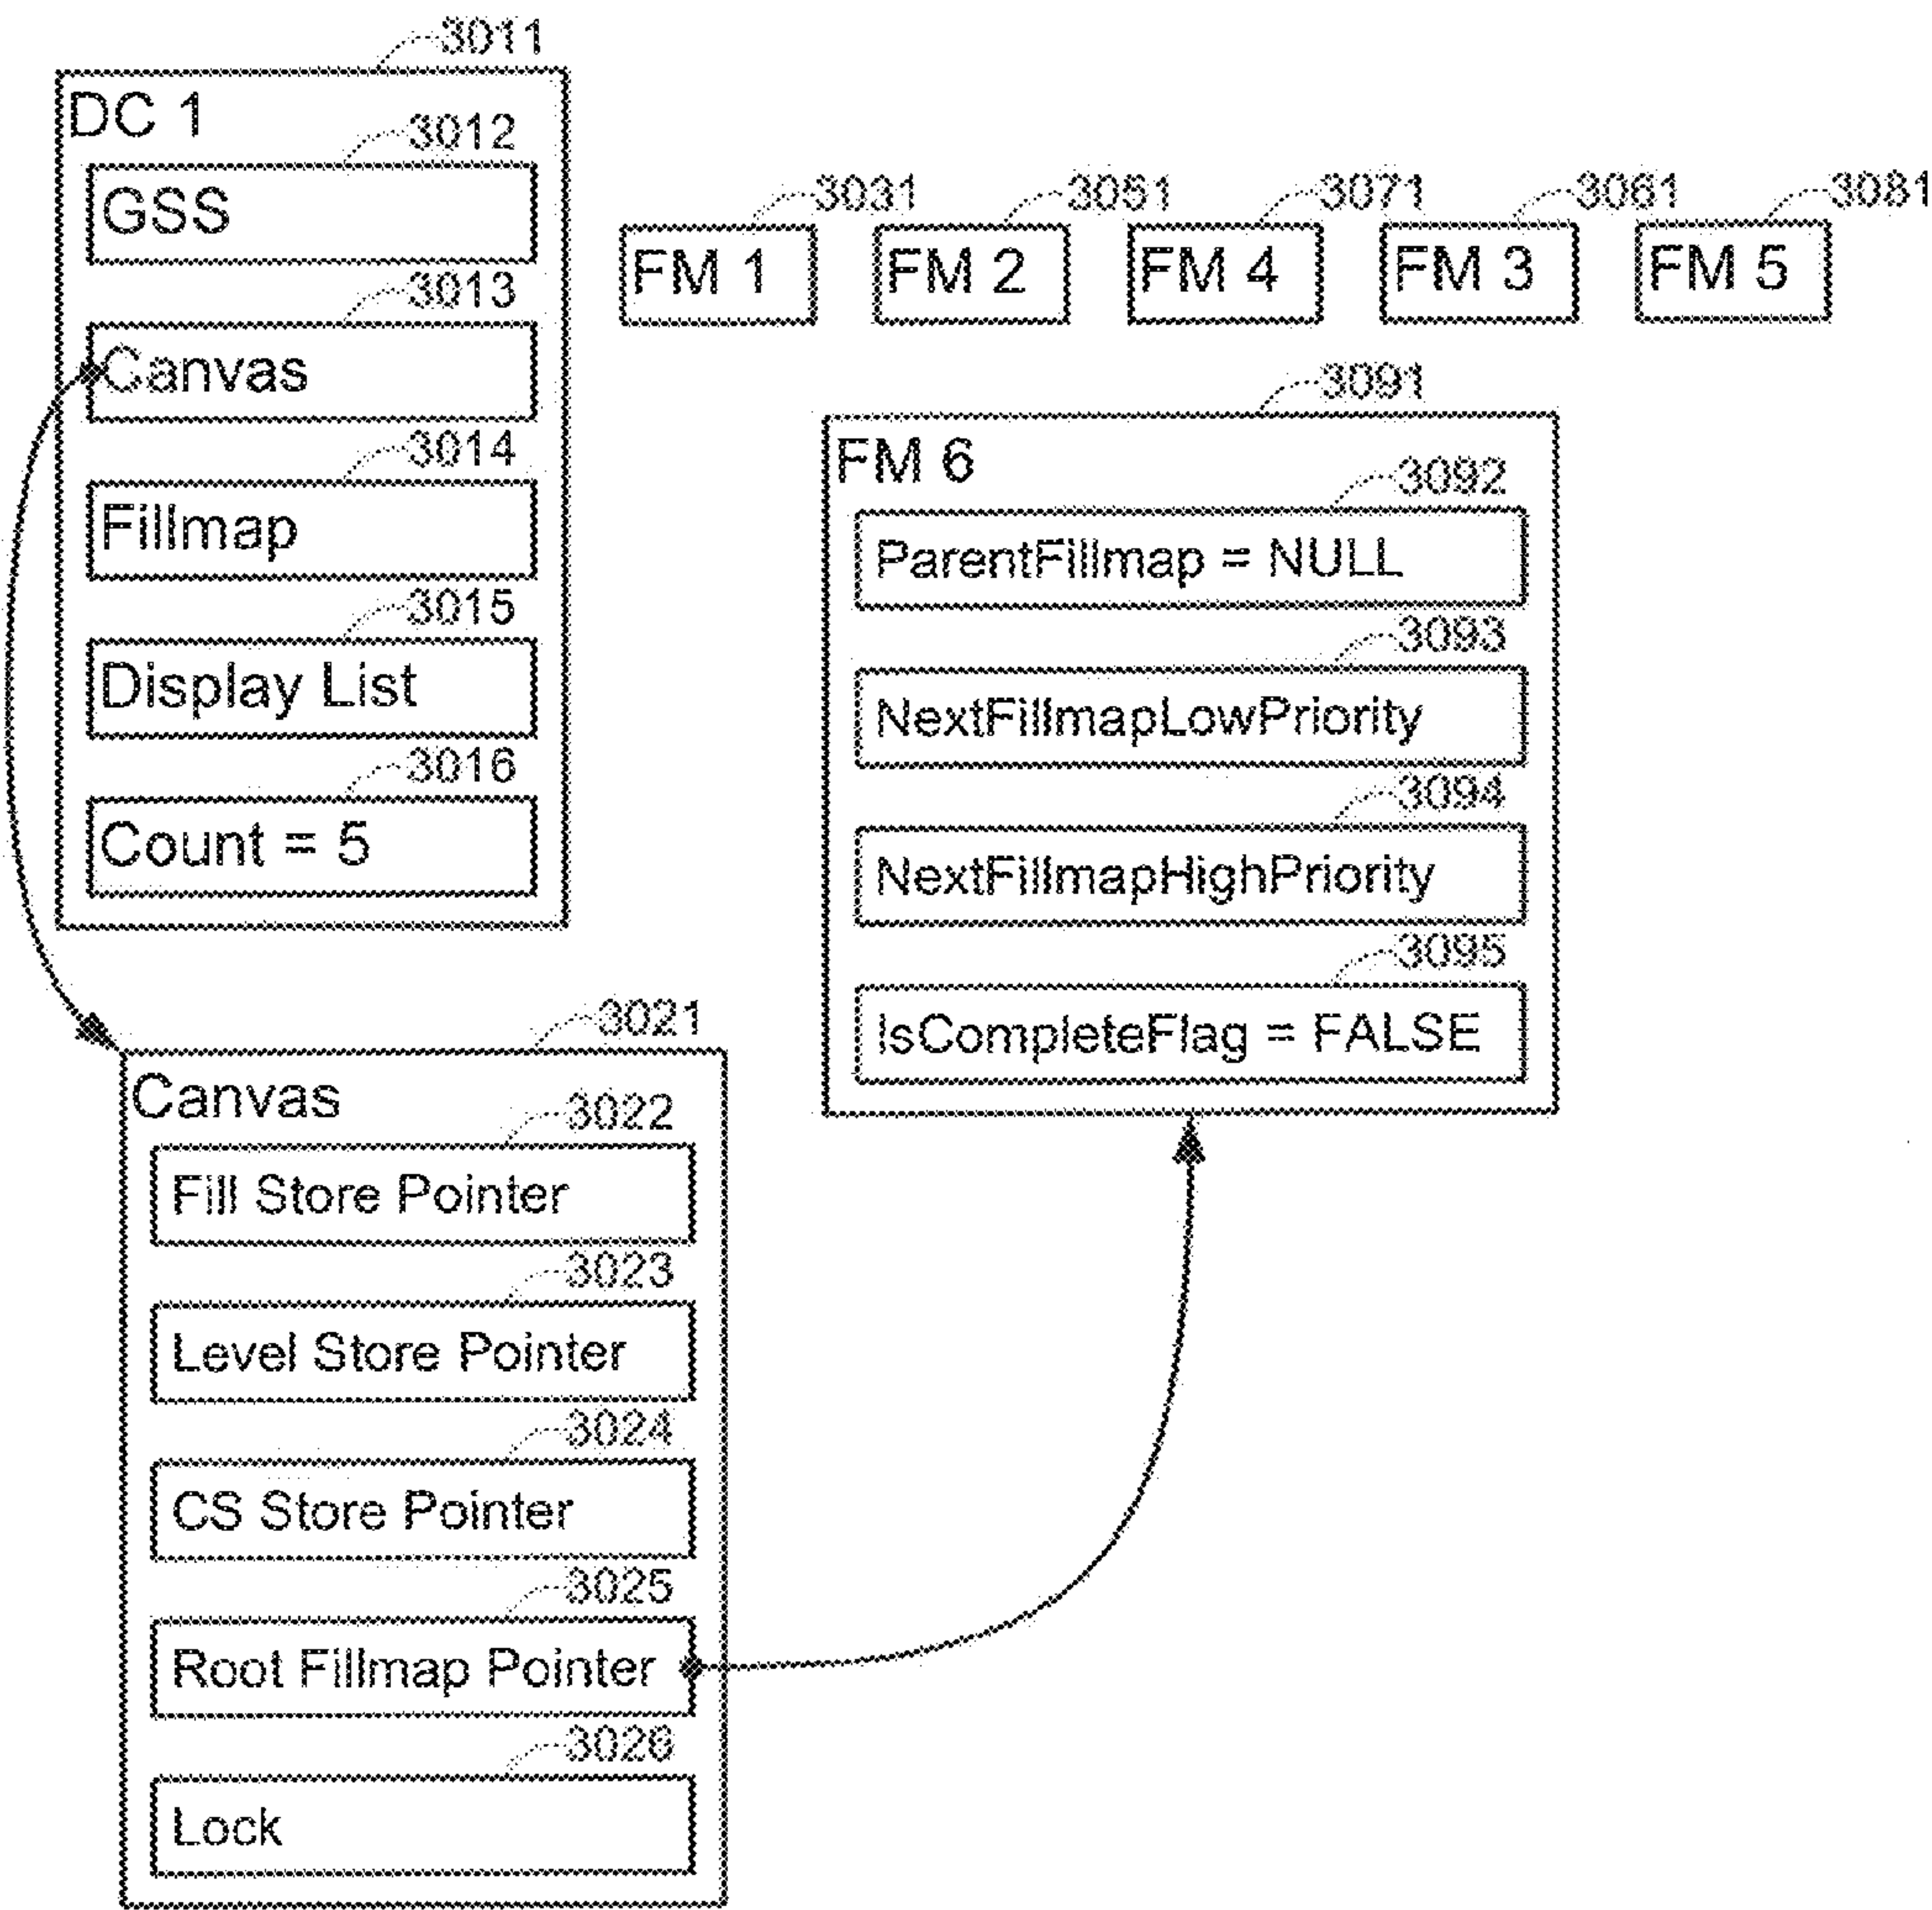 3011
DC 1
3012
GSS
3013
Canvas
3014
Fillmap
3015
Display List
3016
Count = 5
3031
FM 1
3051
FM 2
3071
FM 4
3061
FM 3
3081
FM 5
3091
FM 6
3092
ParentFillmap = NULL
3093
NextFillmapLowPriority
3094
NextFillmapHighPriority
3095
IsCompleteFlag = FALSE
3021
Canvas
3022
Fill Store Pointer
3023
Level Store Pointer
3024
CS Store Pointer
3025
Root Fillmap Pointer
3026
Lock